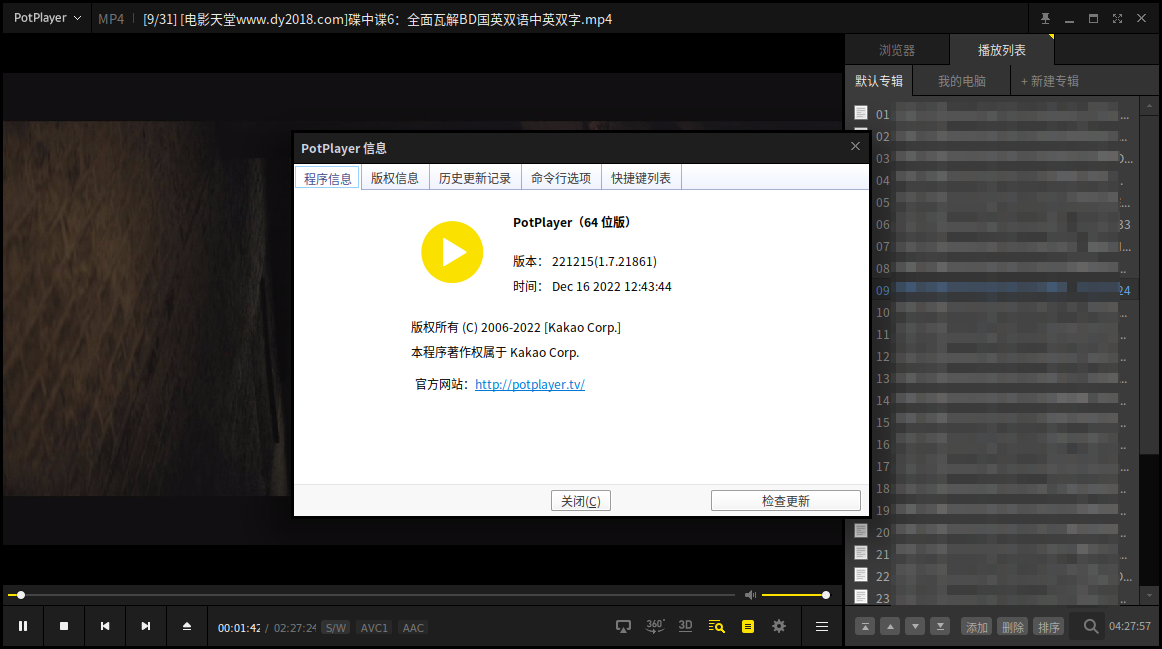 PotPlayer
MP4
[9/31] [电影天堂www.dy2018.com]碟中谍6：全面瓦解BD国英双语中英双字.mp4
浏览器
播放列表
默认专辑
我的电脑
+ 新建专辑
PotPlayer 信息
程序信息
版权信息
历史更新记录
命令行选项
快捷键列表
PotPlayer（64 位版）
版本： 221215(1.7.21861)
时间： Dec 16 2022 12:43:44
版权所有 (C) 2006-2022 [Kakao Corp.]
本程序著作权属于 Kakao Corp.
官方网站：http://potplayer.tv/
关闭(C)
检查更新
01
02
03
04
05
06
07
08
09
10
11
12
13
14
15
16
17
18
19
20
21
22
23
00:01:42 / 02:27:24
S/W
AVC1
AAC
360°
3D
添加
删除
排序
04:27:57